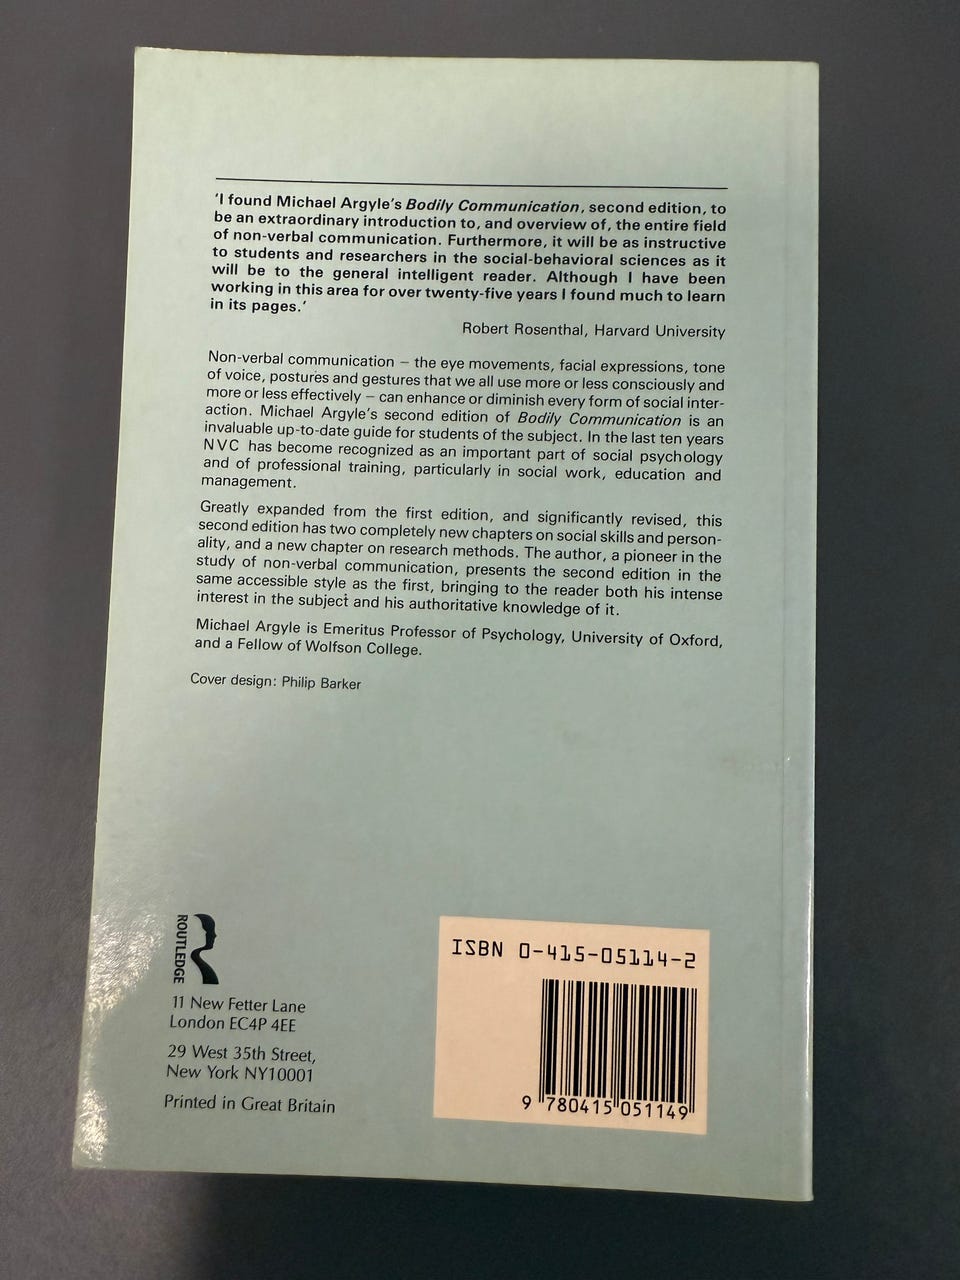 'I found Michael Argyle's Bodily Communication, second edition, to
be an extraordinary introduction to, and overview of, the entire field
of non-verbal communication. Furthermore, it will be as instructive
to students and researchers in the social-behavioral sciences as it
will be to the general intelligent reader. Although I have been
working in this area for over twenty-five years I found much to learn
in its pages.'
Robert Rosenthal, Harvard University
Non-verbal communication – the eye movements, facial expressions, tone
of voice, postures and gestures that we all use more or less consciously and
more or less effectively – can enhance or diminish every form of social inter-
action. Michael Argyle's second edition of Bodily Communication is an
invaluable up-to-date guide for students of the subject. In the last ten years
NVC has become recognized as an important part of social psychology
and of professional training, particularly in social work, education and
management.
Greatly expanded from the first edition, and significantly revised, this
second edition has two completely new chapters on social skills and person-
ality, and a new chapter on research methods. The author, a pioneer in the
study of non-verbal communication, presents the second edition in the
same accessible style as the first, bringing to the reader both his intense
interest in the subject and his authoritative knowledge of it.
Michael Argyle is Emeritus Professor of Psychology, University of Oxford,
and a Fellow of Wolfson College.
Cover design: Philip Barker
ROUTLEDGE
11 New Fetter Lane
London EC4P 4EE
29 West 35th Street,
New York NY10001
Printed in Great Britain
ISBN 0-415-05114-2
9 780415 051149